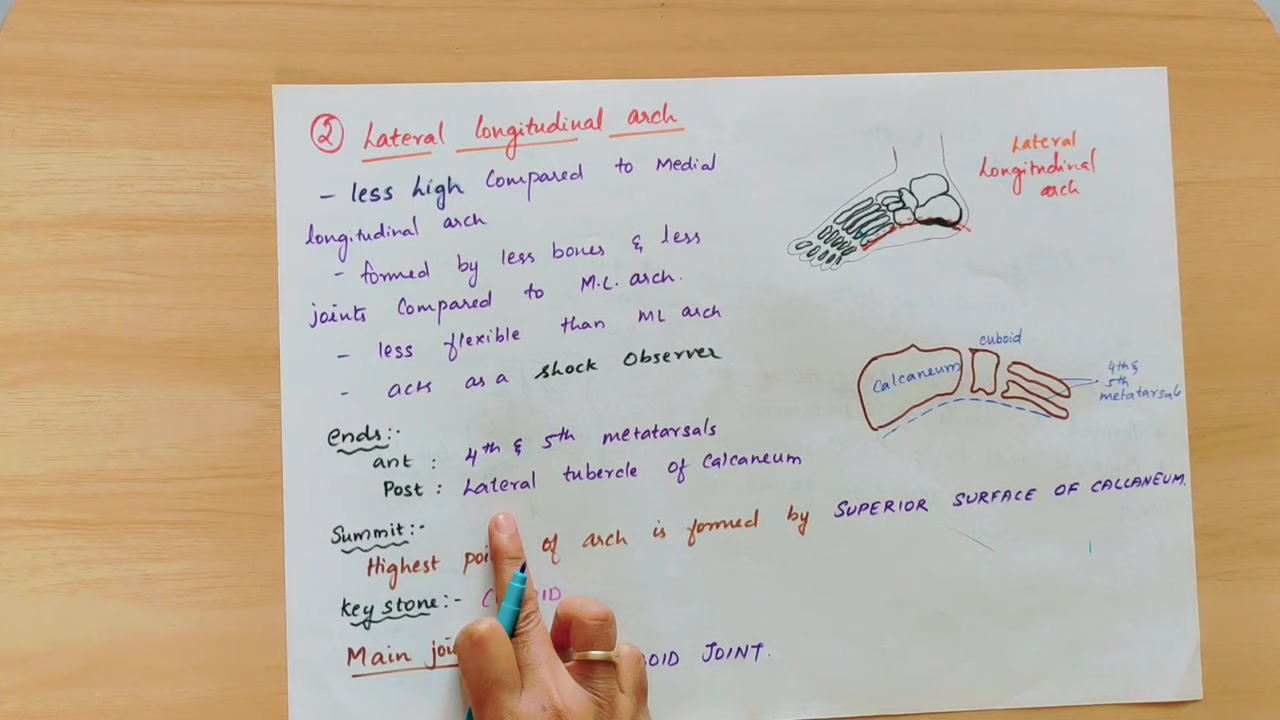 ② Lateral longitudinal arch
- less high compared to Medial
longitudinal arch
- formed by less bones & less
joints compared to M.L. arch.
- less flexible than ML arch
- acts as a shock observer
ends:-
ant : 4th & 5th metatarsals
Post : Lateral tubercle of calcaneum
Summit:-
Highest of arch is formed by SUPERIOR SURFACE OF CALCANEUM.
key stone:-
Main JOINT.
Lateral
Longitudinal
arch
cuboid
Calcaneum
4th &
5th
metatarsals